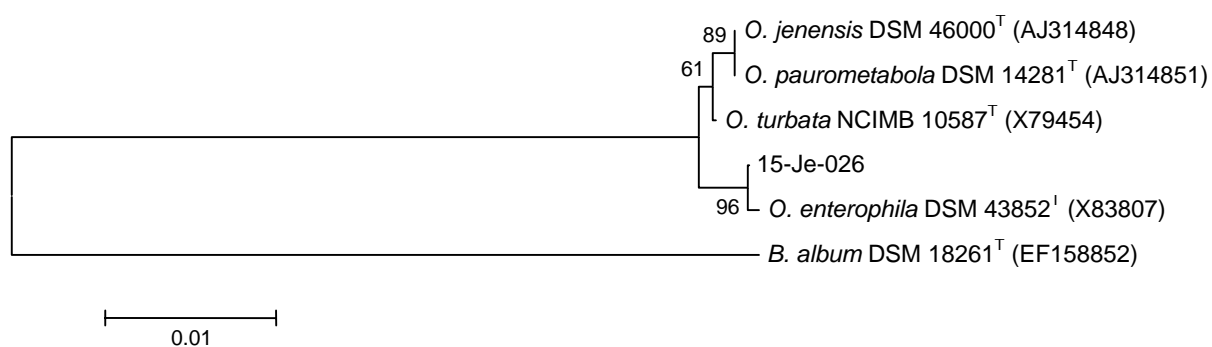 89 O. jenensis DSM 46000ᵀ (AJ314848)
61 O. paurometabola DSM 14281ᵀ (AJ314851)
O. turbata NCIMB 10587ᵀ (X79454)
15-Je-026
96 O. enterophila DSM 43852ᵀ (X83807)
B. album DSM 18261ᵀ (EF158852)
0.01